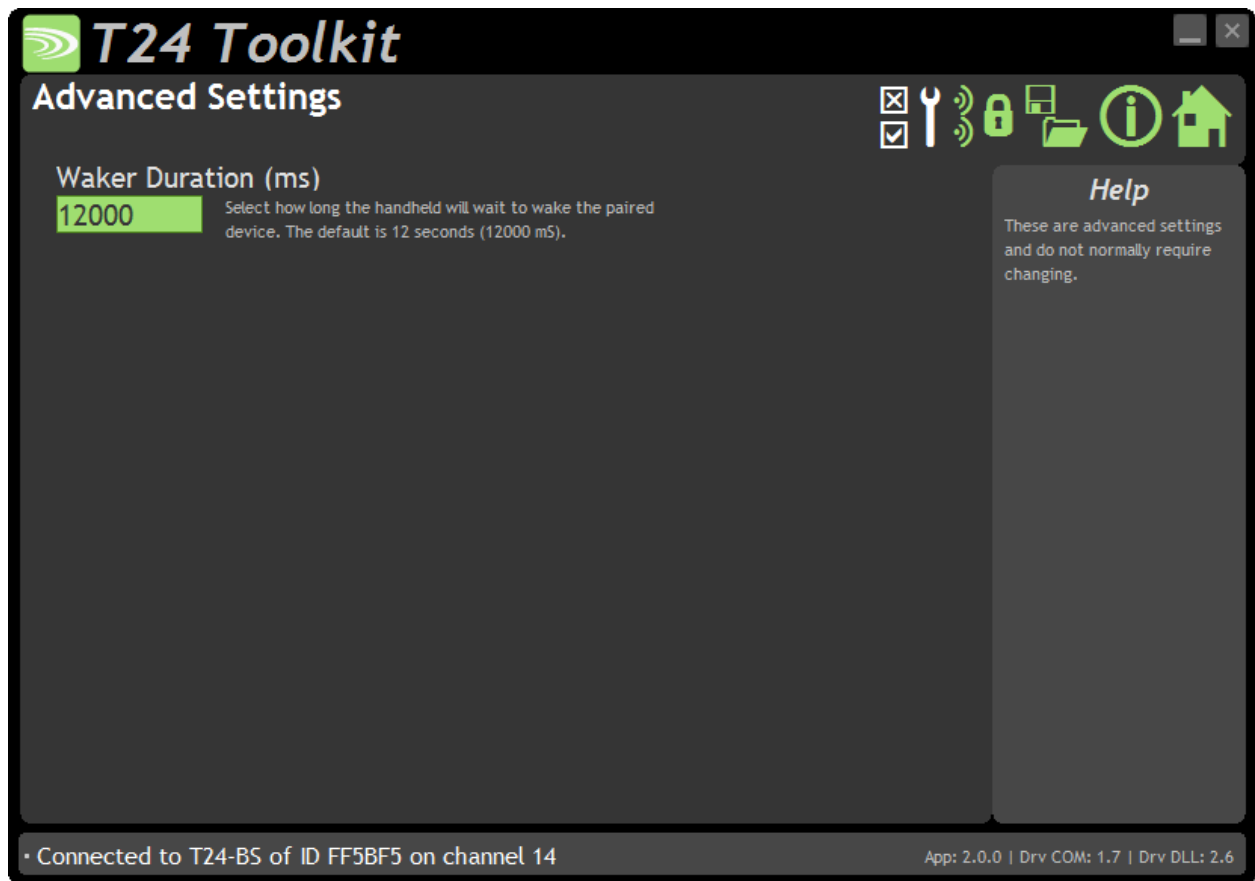 T24 Toolkit
Advanced Settings
Waker Duration (ms)
12000
Select how long the handheld will wait to wake the paired
device. The default is 12 seconds (12000 mS).
Help
These are advanced settings
and do not normally require
changing.
Connected to T24-BS of ID FF5BF5 on channel 14
App: 2.0.0 | Drv COM: 1.7 | Drv DLL: 2.6